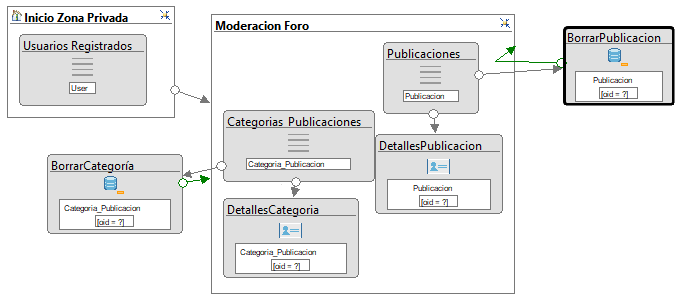 Inicio Zona Privada
Usuarios Registrados
User
Moderacion Foro
Publicaciones
Publicacion
BorrarPublicacion
Publicacion
[oid = ?]
Categorias Publicaciones
Categoria_Publicacion
DetallesPublicacion
Publicacion
[oid = ?]
BorrarCategoría
Categoria_Publicacion
[oid = ?]
DetallesCategoria
Categoria_Publicacion
[oid = ?]